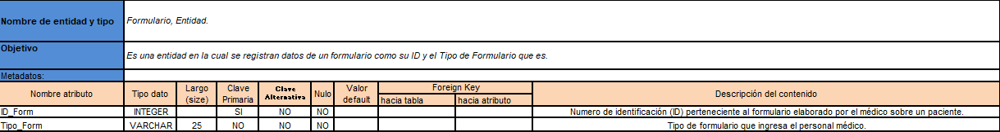 Nombre de entidad y tipo Formulario, Entidad.
Objetivo Es una entidad en la cual se registran datos de un formulario como su ID y el Tipo de Formulario que es.
Metadatos:
Nombre atributo Tipo dato Largo (size) Clave Primaria Clave Alternativa Nulo Valor default Foreign Key Descripción del contenido
hacia tabla hacia atributo
ID_Form INTEGER SI NO NO Numero de identificación (ID) perteneciente al formulario elaborado por el médico sobre un paciente.
Tipo_Form VARCHAR 25 NO NO NO Tipo de formulario que ingresa el personal médico.